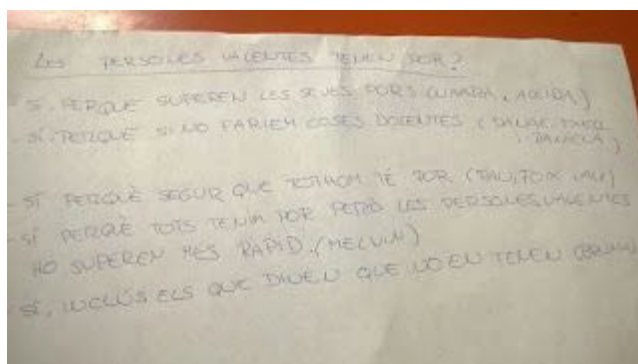 LES PERSONES VALENTES TENEN POR?
- SÍ, PERQUÈ SUPEREN LES SEVES PORS
- SÍ PERQUÈ SI NO FARIEM COSES DOLENTES (
- SÍ PERQUÈ SEGUR QUE TOTHOM TÉ POR (PAU,
- SÍ PERQUÈ TOTS TENIM POR PERÒ LES PERSONES VALENTES
HO SUPEREN MÉS RÀPID. (MELVIN)
- SÍ, INCLÚS ELS QUE DIUEN QUE NO EN TENEN